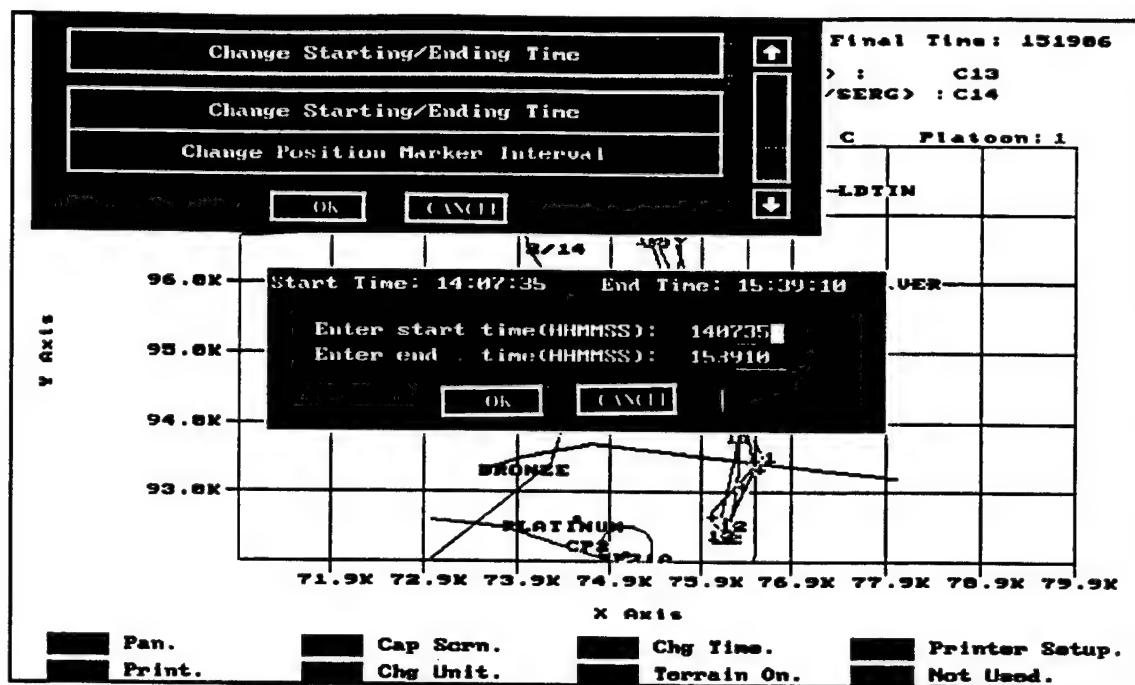 Change Starting/Ending Time
Final Time: 151906
> : C13
/SERG> : C14
Change Starting/Ending Time
C Platoon: 1
Change Position Marker Interval
LDTIN
OK CANCEL
2/14
96.0K
Start Time: 14:07:35 End Time: 15:39:10
.VER
Enter start time(HHMMSS): 140735
95.0K
Enter end time(HHMMSS): 153910
Y Axis
OK CANCEL
94.0K
BRONZE
93.0K
PLATINUM
CP2
71.9K 72.9K 73.9K 74.9K 75.9K 76.9K 77.9K 78.9K 79.9K
X Axis
Pan. Cap Scrn. Chg Time. Printer Setup.
Print. Chg Unit. Terrain On. Not Used.